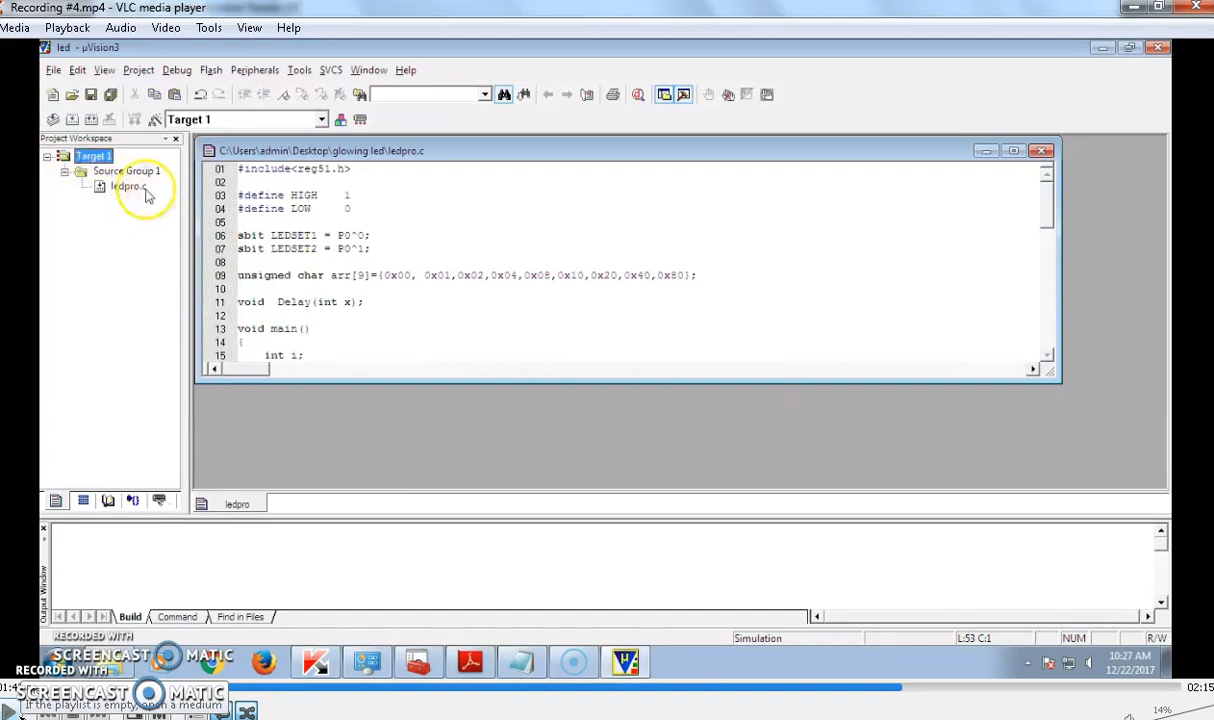 Recording #4.mp4 - VLC media player
Media Playback Audio Video Tools View Help
led - µVision3
File Edit View Project Debug Flash Peripherals Tools SVCS Window Help
Target 1
Project Workspace
Target 1
Source Group 1
ledpro.c
C:\Users\admin\Desktop\glowing led\ledpro.c
01 #include<reg51.h>
02
03 #define HIGH 1
04 #define LOW 0
05
06 sbit LEDSET1 = P0^0;
07 sbit LEDSET2 = P0^1;
08
09 unsigned char arr[9]={0x00, 0x01,0x02,0x04,0x08,0x10,0x20,0x40,0x80};
10
11 void Delay(int x);
12
13 void main()
14 {
15 int i;
ledpro
Output Window
Build Command Find in Files
Simulation L:53 C:1 NUM R/W
RECORDED WITH
SCREENCAST MATIC
10:27 AM
12/22/2017
RECORDED WITH
SCREENCAST MATIC
02:15
If the playlist is empty, open a medium
14%